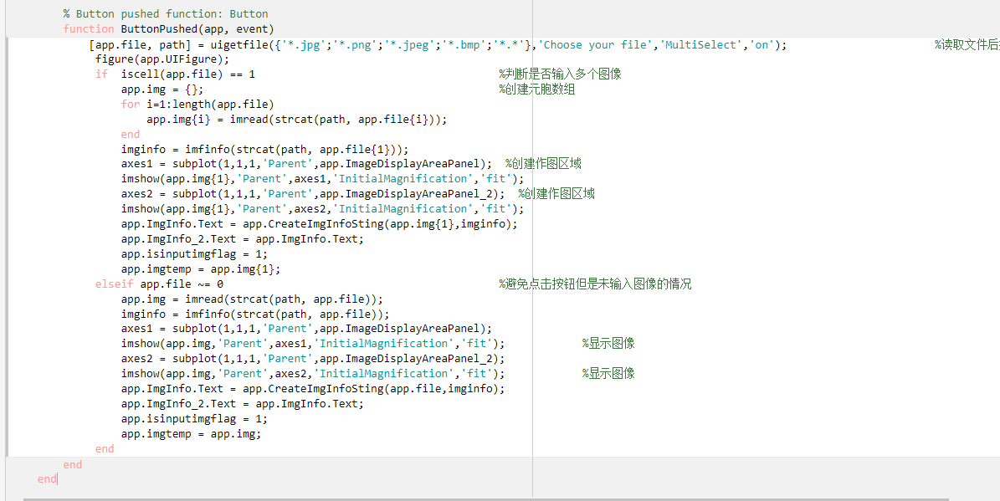 % Button pushed function: Button
function ButtonPushed(app, event)
[app.file, path] = uigetfile({'*.jpg';'*.png';'*.jpeg';'*.bmp';'*.*'},'Choose your file','MultiSelect','on'); %读取文件后
figure(app.UIFigure);
if iscell(app.file) == 1 %判断是否输入多个图像
app.img = {}; %创建元胞数组
for i=1:length(app.file)
app.img{i} = imread(strcat(path, app.file{i}));
end
imginfo = imfinfo(strcat(path, app.file{1}));
axes1 = subplot(1,1,1,'Parent',app.ImageDisplayAreaPanel); %创建作图区域
imshow(app.img{1},'Parent',axes1,'InitialMagnification','fit');
axes2 = subplot(1,1,1,'Parent',app.ImageDisplayAreaPanel_2); %创建作图区域
imshow(app.img{1},'Parent',axes2,'InitialMagnification','fit');
app.ImgInfo.Text = app.CreateImgInfoSting(app.img{1},imginfo);
app.ImgInfo_2.Text = app.ImgInfo.Text;
app.isinputimgflag = 1;
app.imgtemp = app.img{1};
elseif app.file ~= 0 %避免点击按钮但是未输入图像的情况
app.img = imread(strcat(path, app.file));
imginfo = imfinfo(strcat(path, app.file));
axes1 = subplot(1,1,1,'Parent',app.ImageDisplayAreaPanel);
imshow(app.img,'Parent',axes1,'InitialMagnification','fit'); %显示图像
axes2 = subplot(1,1,1,'Parent',app.ImageDisplayAreaPanel_2);
imshow(app.img,'Parent',axes2,'InitialMagnification','fit'); %显示图像
app.ImgInfo.Text = app.CreateImgInfoSting(app.file,imginfo);
app.ImgInfo_2.Text = app.ImgInfo.Text;
app.isinputimgflag = 1;
app.imgtemp = app.img;
end
end
end